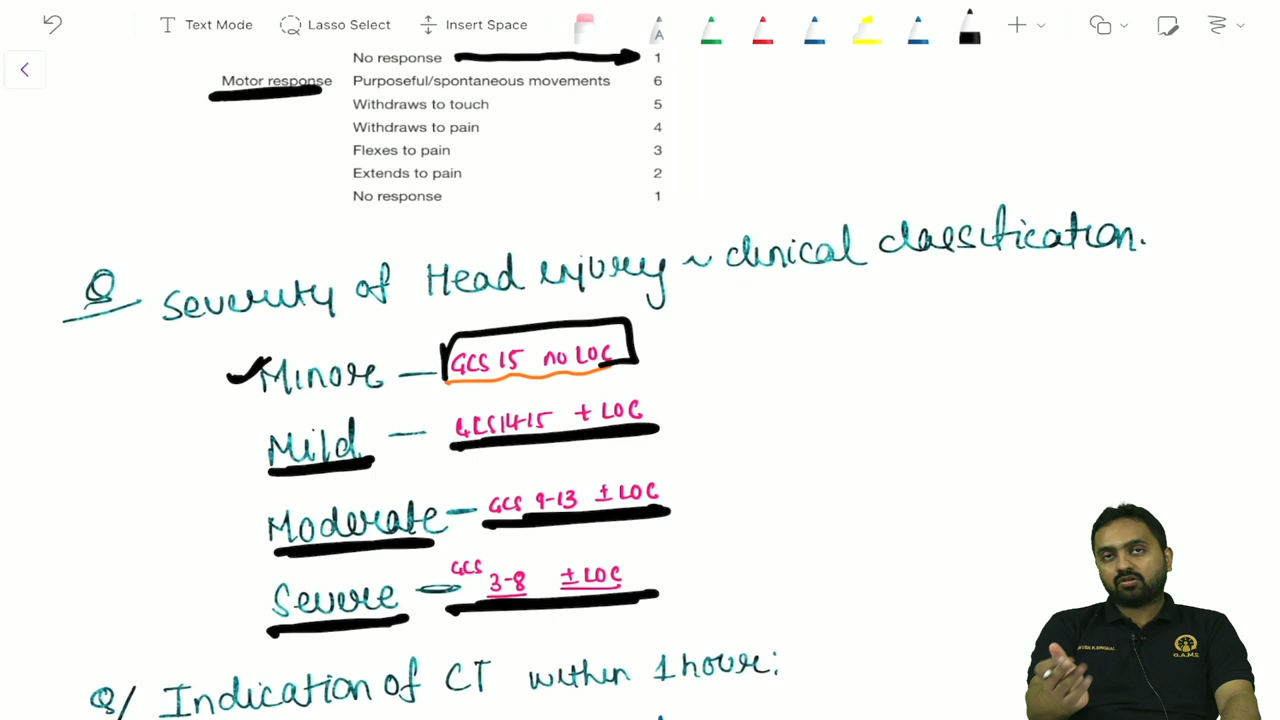 Text Mode Lasso Select Insert Space
No response 1
Motor response Purposeful/spontaneous movements 6
Withdraws to touch 5
Withdraws to pain 4
Flexes to pain 3
Extends to pain 2
No response 1
Q Severity of Head injury ~ clinical classification.
Minor — GCS 15 no LOC
Mild — GCS 14-15 + LOC
Moderate — GCS 9-13 ± LOC
Severe — GCS 3-8 ± LOC
Q/ Indication of CT within 1 hour:
G.A.M.S